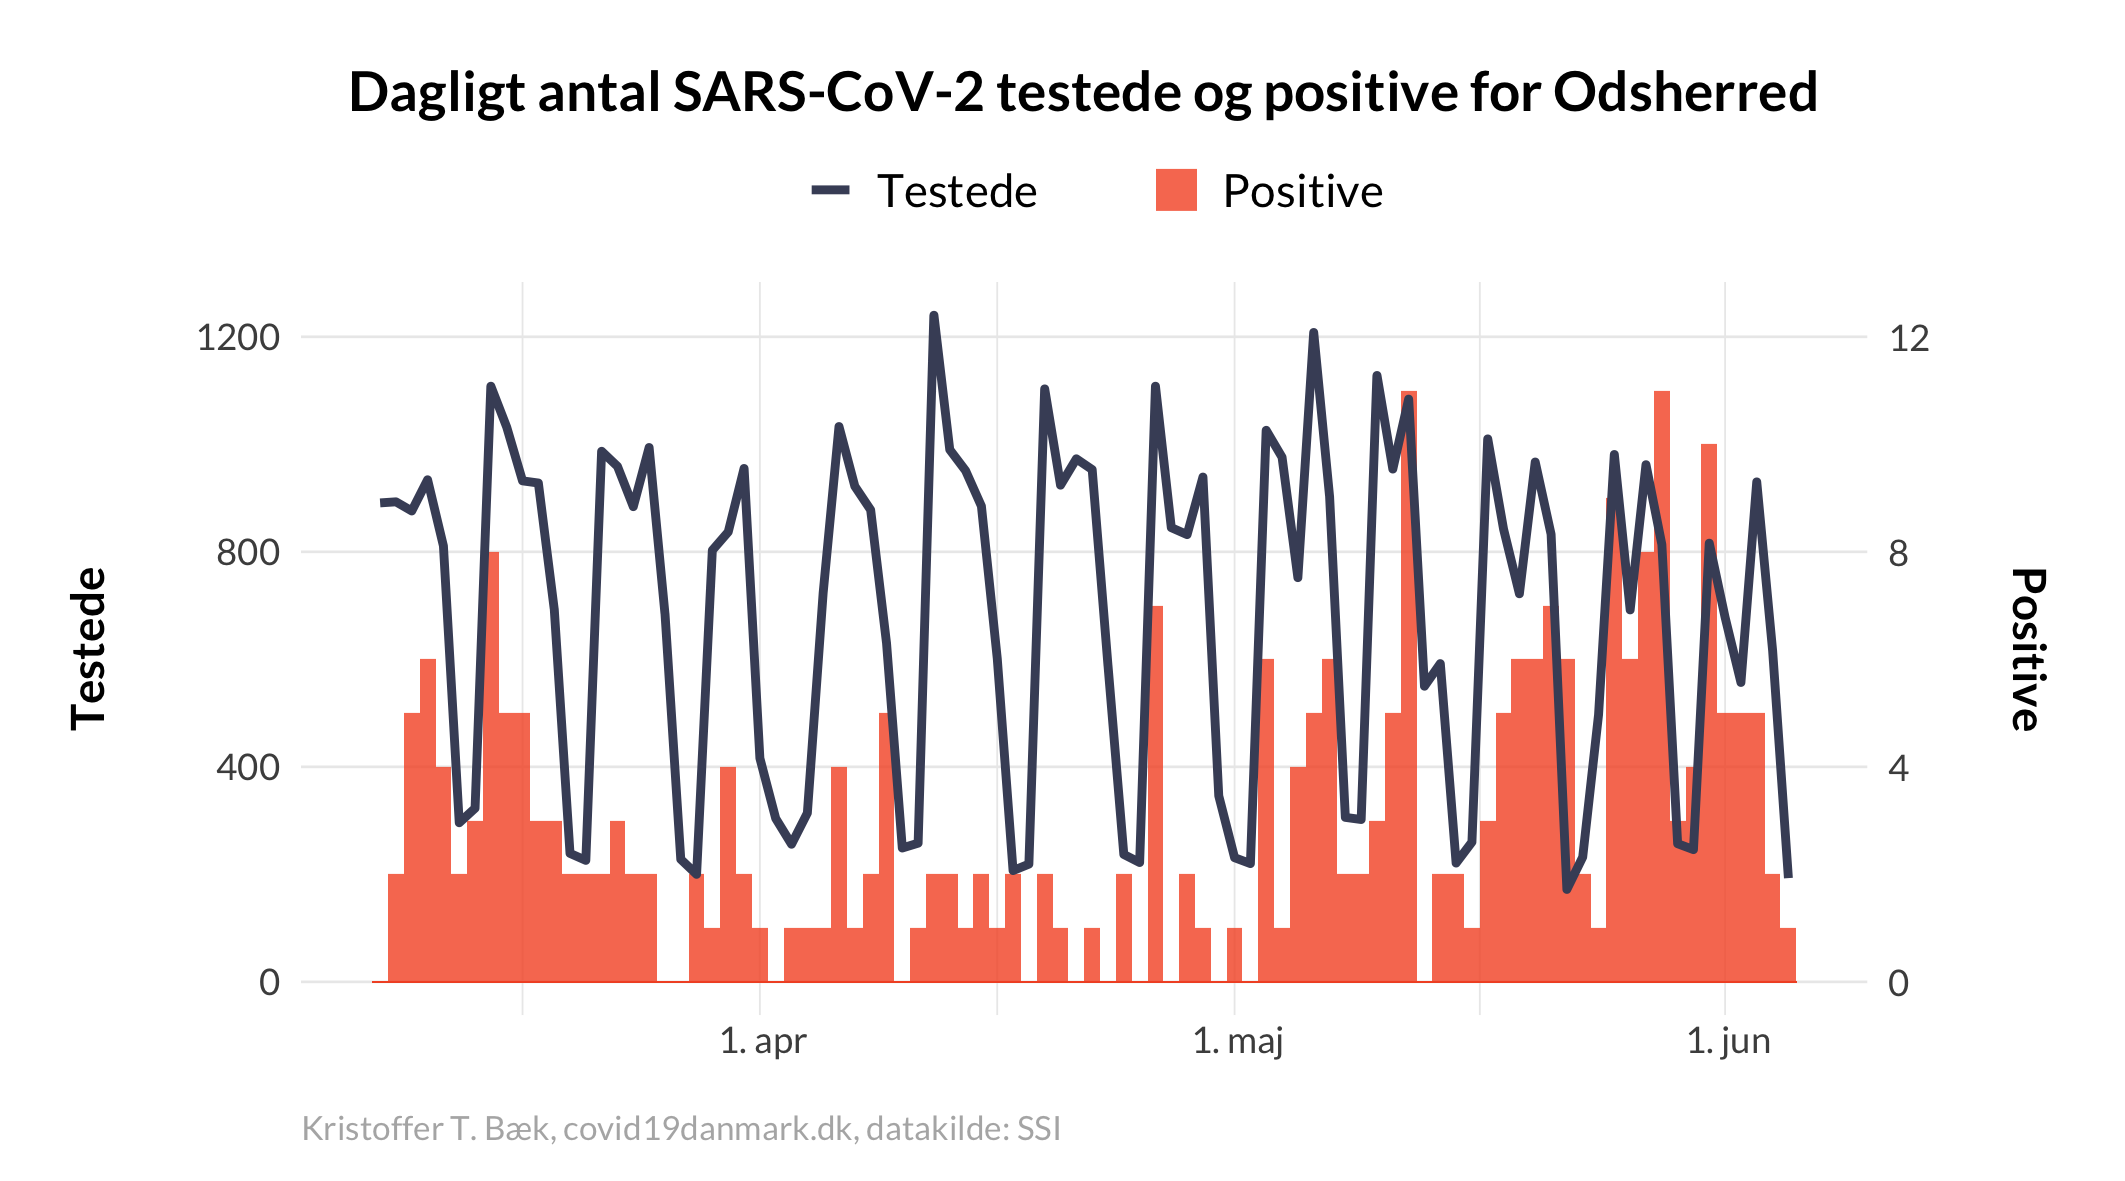 Dagligt antal SARS-CoV-2 testede og positive for Odsherred
Testede
Positive
1200
800
400
0
12
8
4
0
Testede
Positive
1. apr
1. maj
1. jun
Kristoffer T. Bæk, covid19danmark.dk, datakilde: SSI